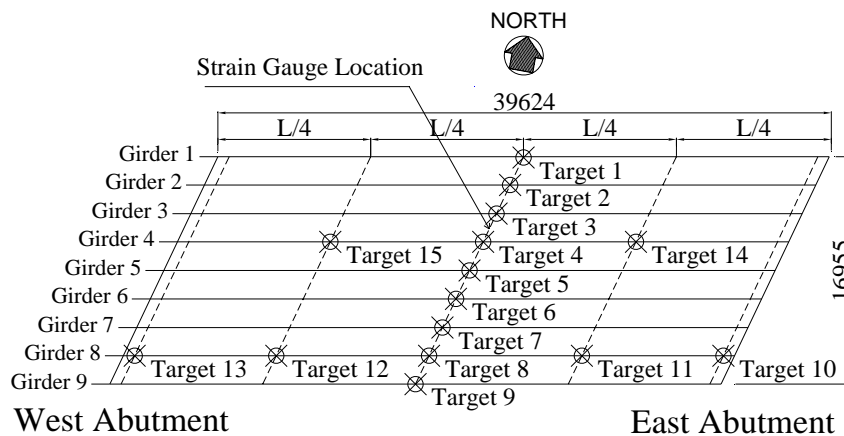 NORTH
Strain Gauge Location
39624
L/4 L/4 L/4 L/4
Girder 1
Target 1
Girder 2
Target 2
Girder 3
Target 3
Girder 4
Target 15 Target 4 Target 14
Girder 5
Target 5
Girder 6
Target 6
Girder 7
Target 7
Girder 8
Target 13 Target 12 Target 8 Target 11 Target 10
Girder 9
Target 9
16955
West Abutment East Abutment